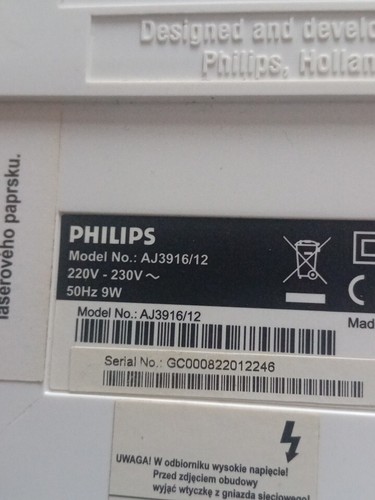 Designed and develo
Philips, Hollan
laserového paprsku.
PHILIPS
Model No.: AJ3916/12
220V - 230V ~
50Hz 9W
Model No.: AJ3916/12
Mad
Serial No.: GC000822012246
UWAGA! W odbiorniku wysokie napięcie!
Przed zdjęciem obudowy
wyjąć wtyczkę z gniazda sieciowego!